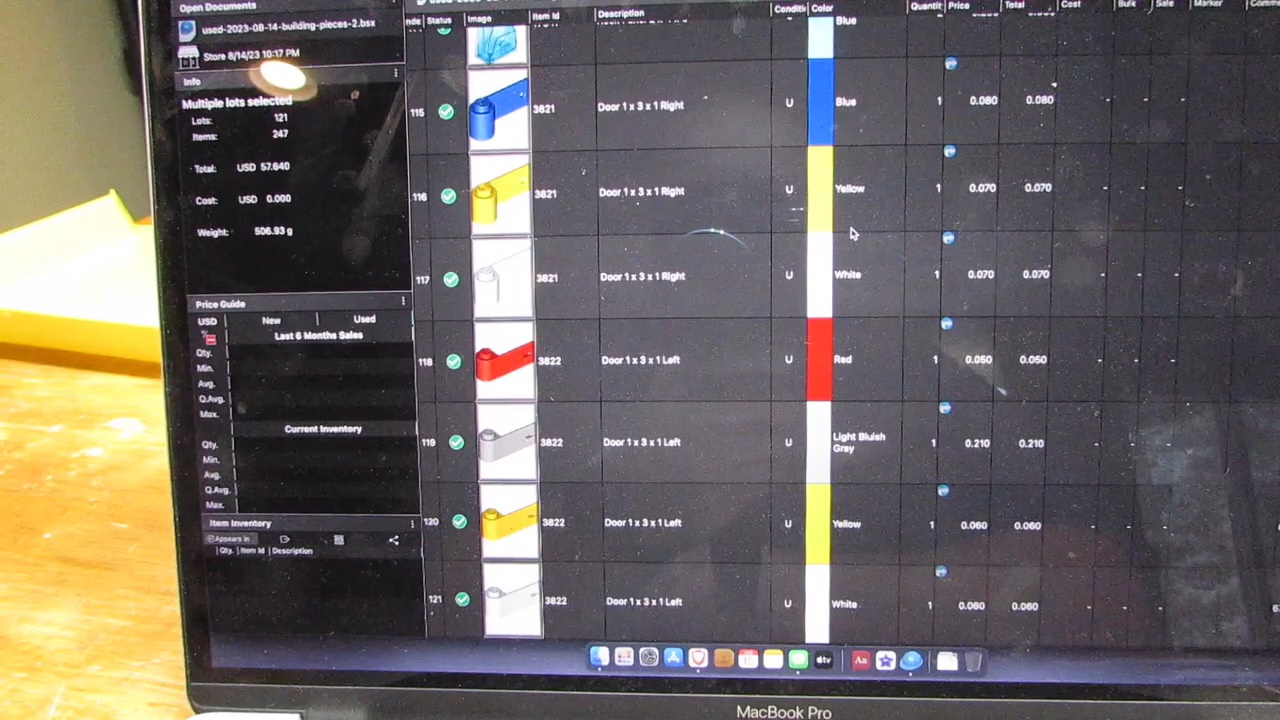 Open Documents
used-2023-08-14-building-pieces-2.bsx
Store 8/14/23 10:17 PM
Info
Multiple lots selected
Lots: 121
Items: 247
Total: USD 57.640
Cost: USD 0.000
Weight: 506.93 g
Price Guide
USD New Used
Last 6 Months Sales
Qty.
Min.
Avg.
Q.Avg.
Max.
Current Inventory
Qty.
Min.
Avg.
Q.Avg.
Max.
Item Inventory
Appears in
Qty. Item Id Description
Status Image Item Id Description Color Price Total Cost Bulk Sale Marker
Blue
115 3821 Door 1 x 3 x 1 Right U Blue 1 0.080 0.080 - - -
116 3821 Door 1 x 3 x 1 Right U Yellow 1 0.070 0.070 - - -
117 3821 Door 1 x 3 x 1 Right U White 1 0.070 0.070 - - -
118 3822 Door 1 x 3 x 1 Left U Red 1 0.050 0.050 - - -
119 3822 Door 1 x 3 x 1 Left U Light Bluish Gray 1 0.210 0.210 - - -
120 3822 Door 1 x 3 x 1 Left U Yellow 1 0.060 0.060 - - -
121 3822 Door 1 x 3 x 1 Left U White 1 0.060 0.060 - - -
tv
Aa
MacBook Pro